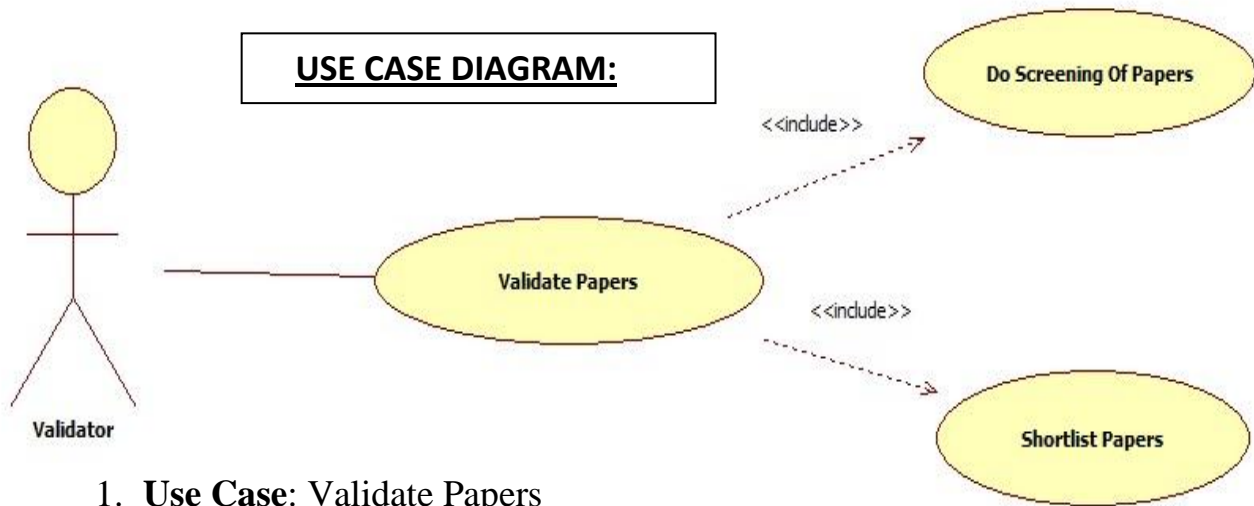 USE CASE DIAGRAM:
Do Screening Of Papers
<<include>>
Validate Papers
<<include>>
Validator
Shortlist Papers
1. Use Case: Validate Papers